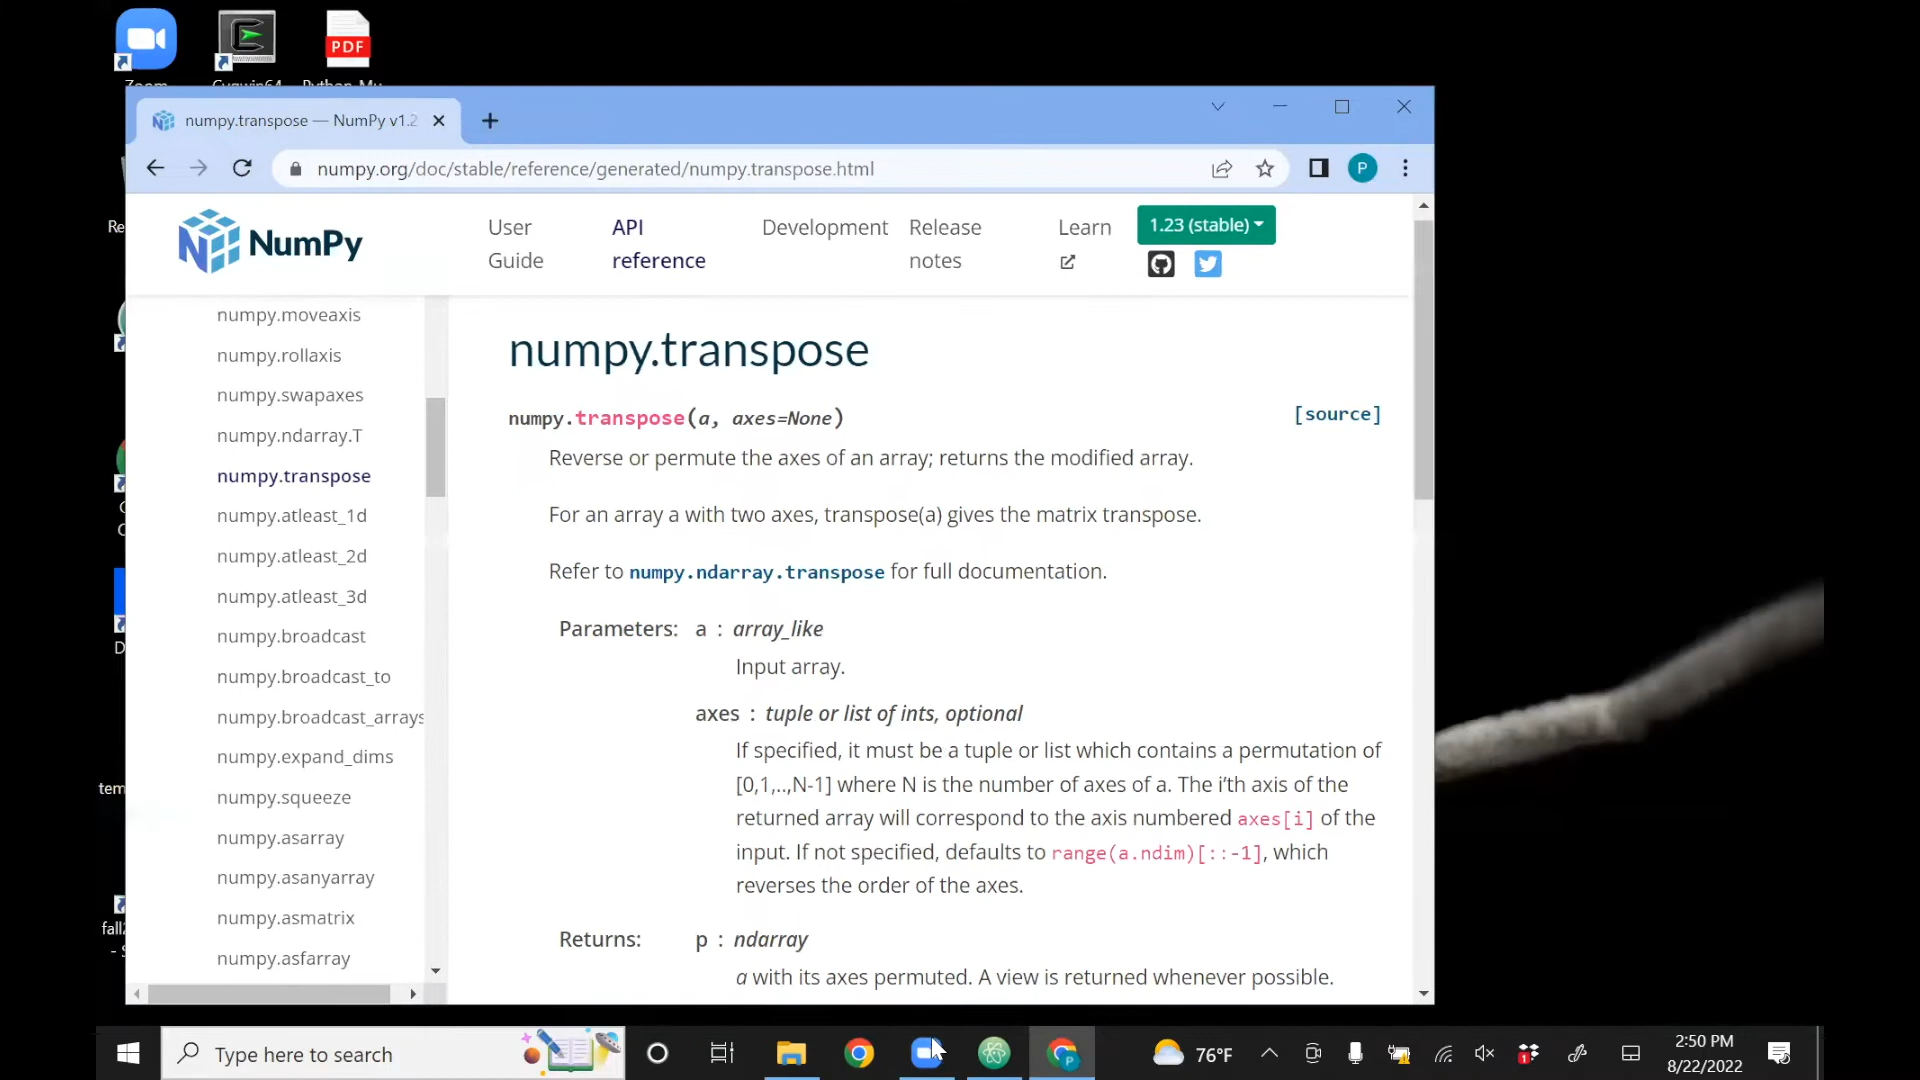 PDF
Zoom
Cygwin64
Python-Mu
numpy.transpose — NumPy v1.2
numpy.org/doc/stable/reference/generated/numpy.transpose.html
P
NumPy
User Guide
API reference
Development
Release notes
Learn
1.23 (stable)
numpy.moveaxis
numpy.rollaxis
numpy.swapaxes
numpy.ndarray.T
numpy.transpose
numpy.atleast_1d
numpy.atleast_2d
numpy.atleast_3d
numpy.broadcast
numpy.broadcast_to
numpy.broadcast_arrays
numpy.expand_dims
numpy.squeeze
numpy.asarray
numpy.asanyarray
numpy.asmatrix
numpy.asfarray
numpy.transpose
numpy.transpose(a, axes=None)
[source]
Reverse or permute the axes of an array; returns the modified array.
For an array a with two axes, transpose(a) gives the matrix transpose.
Refer to numpy.ndarray.transpose for full documentation.
Parameters: a : array_like
Input array.
axes : tuple or list of ints, optional
If specified, it must be a tuple or list which contains a permutation of
[0,1,..,N-1] where N is the number of axes of a. The i’th axis of the
returned array will correspond to the axis numbered axes[i] of the
input. If not specified, defaults to range(a.ndim)[::-1], which
reverses the order of the axes.
Returns: p : ndarray
a with its axes permuted. A view is returned whenever possible.
Re
C
C
D
tem
fall2
- S
Type here to search
P
76°F
1
2:50 PM
8/22/2022